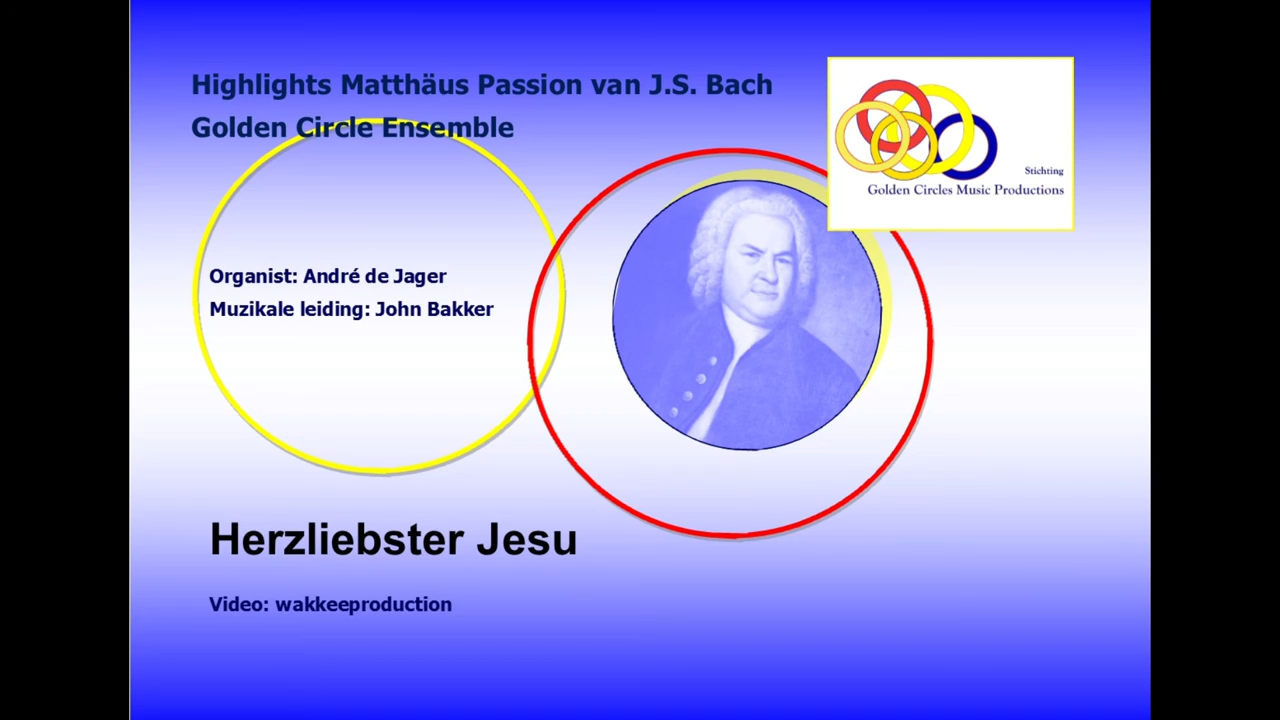 Highlights Matthäus Passion van J.S. Bach
Golden Circle Ensemble
Stichting
Golden Circles Music Productions
Organist: André de Jager
Muzikale leiding: John Bakker
Herzliebster Jesu
Video: wakkeeproduction